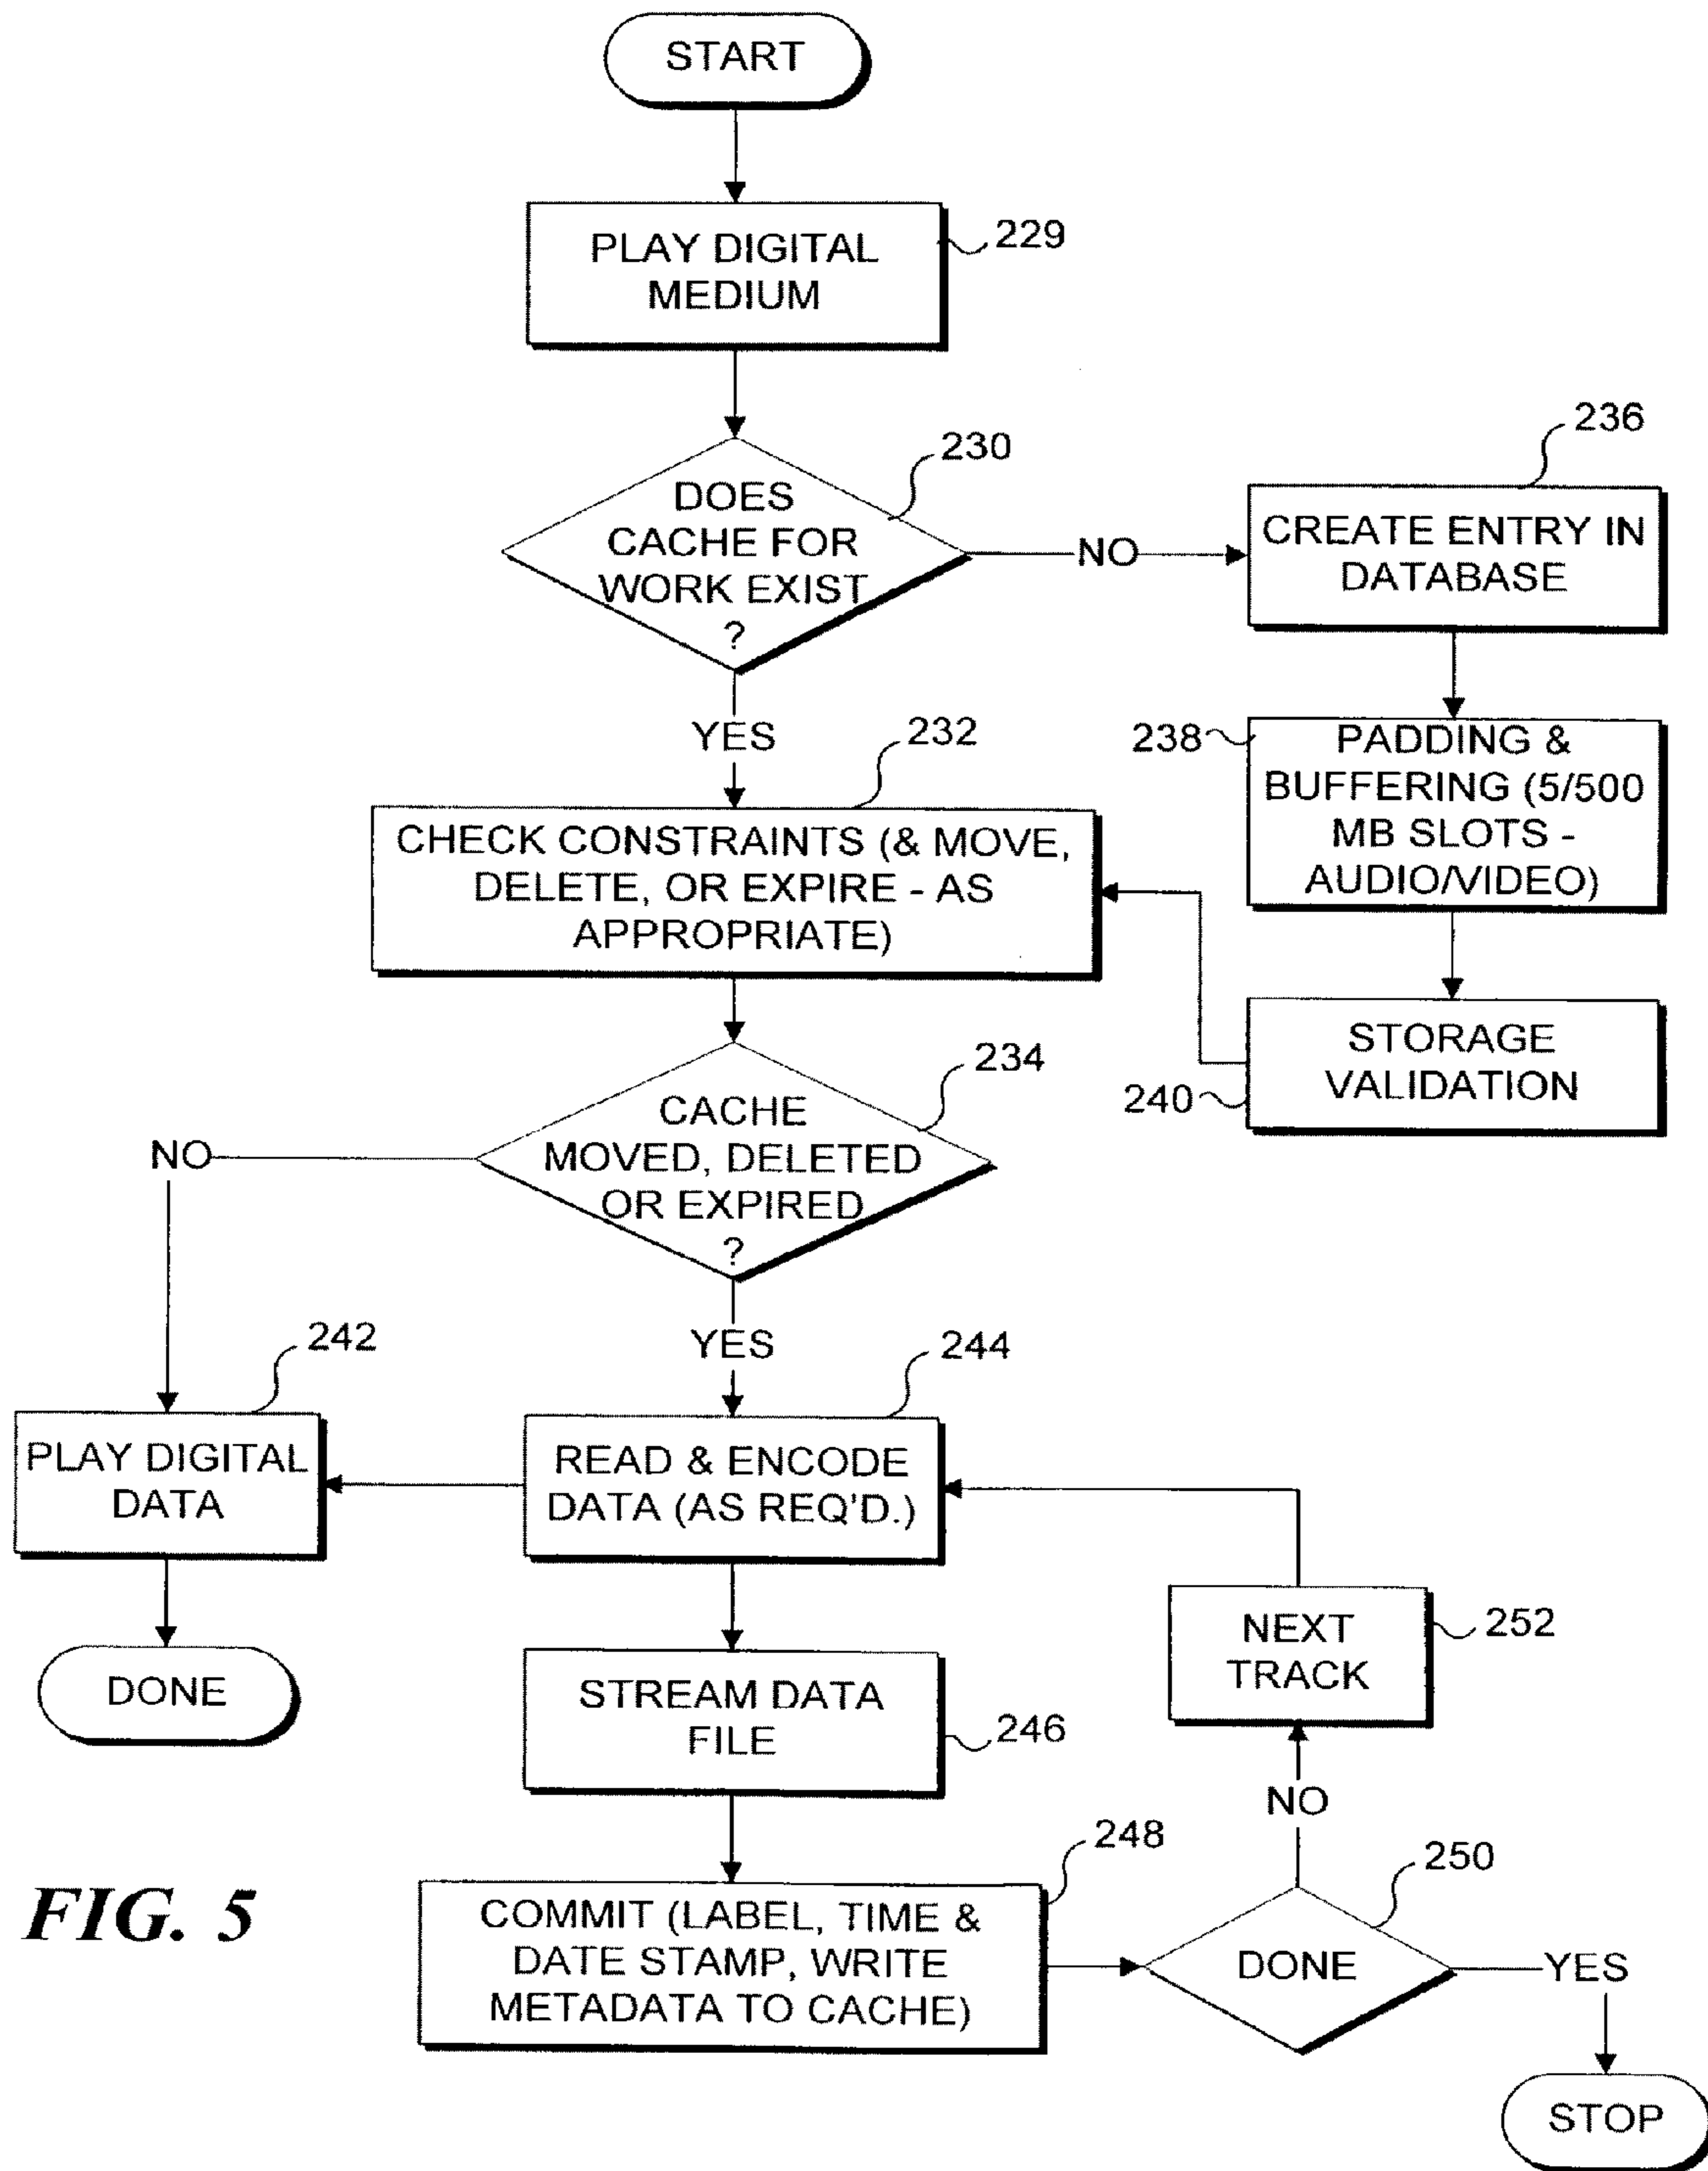 START
PLAY DIGITAL
MEDIUM
229
DOES
CACHE FOR
WORK EXIST
?
230
NO
236
CREATE ENTRY IN
DATABASE
YES
232
238
PADDING &
BUFFERING (5/500
MB SLOTS -
AUDIO/VIDEO)
CHECK CONSTRAINTS (& MOVE,
DELETE, OR EXPIRE - AS
APPROPRIATE)
STORAGE
VALIDATION
240
234
CACHE
MOVED, DELETED
OR EXPIRED
?
NO
YES
242
244
PLAY DIGITAL
DATA
READ & ENCODE
DATA (AS REQ'D.)
DONE
STREAM DATA
FILE
246
NEXT
TRACK
252
NO
248
250
COMMIT (LABEL, TIME &
DATE STAMP, WRITE
METADATA TO CACHE)
DONE
YES
STOP
FIG. 5